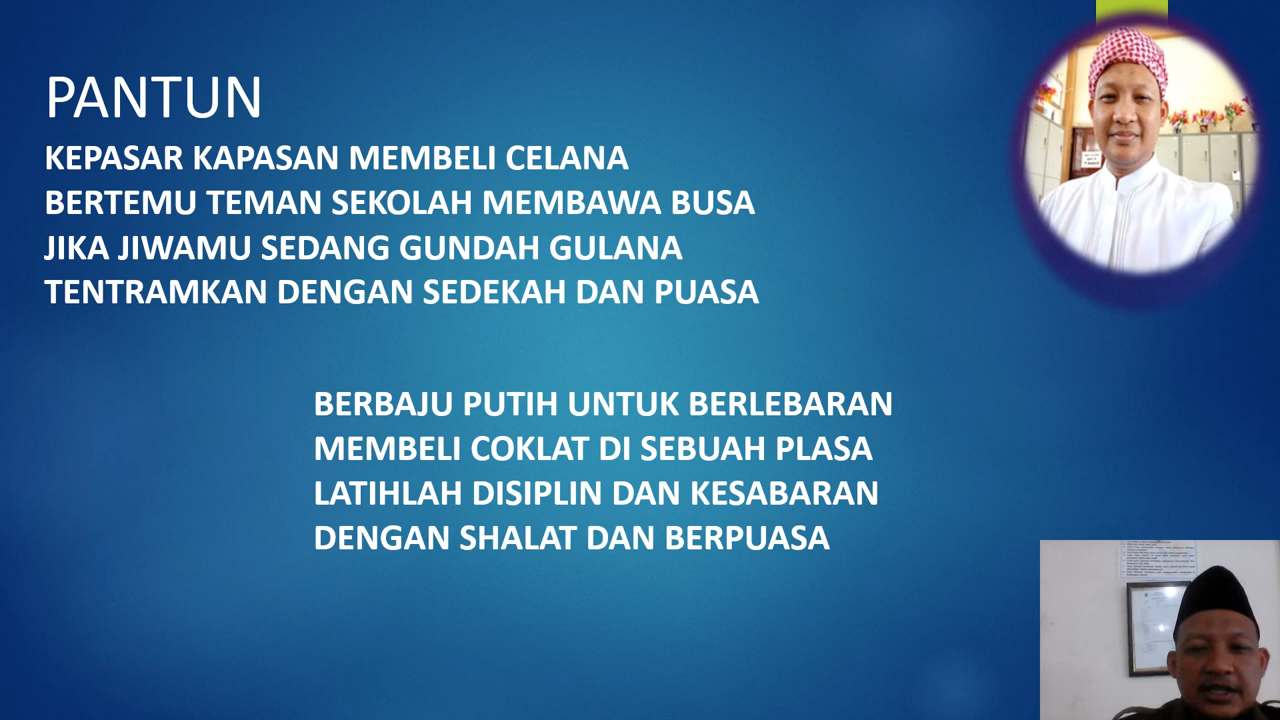 PANTUN
KEPASAR KAPASAN MEMBELI CELANA
BERTEMU TEMAN SEKOLAH MEMBAWA BUSA
JIKA JIWAMU SEDANG GUNDAH GULANA
TENTRAMKAN DENGAN SEDEKAH DAN PUASA
BERBAJU PUTIH UNTUK BERLEBARAN
MEMBELI COKLAT DI SEBUAH PLASA
LATIHLAH DISIPLIN DAN KESABARAN
DENGAN SHALAT DAN BERPUASA